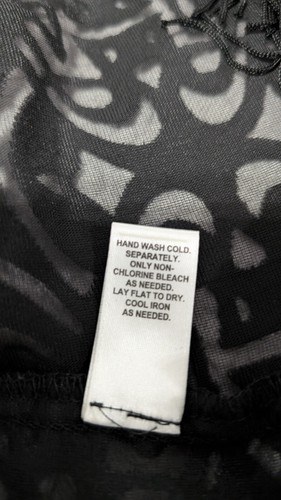 HAND WASH COLD.
SEPARATELY.
ONLY NON-
CHLORINE BLEACH
AS NEEDED.
LAY FLAT TO DRY.
COOL IRON
AS NEEDED.